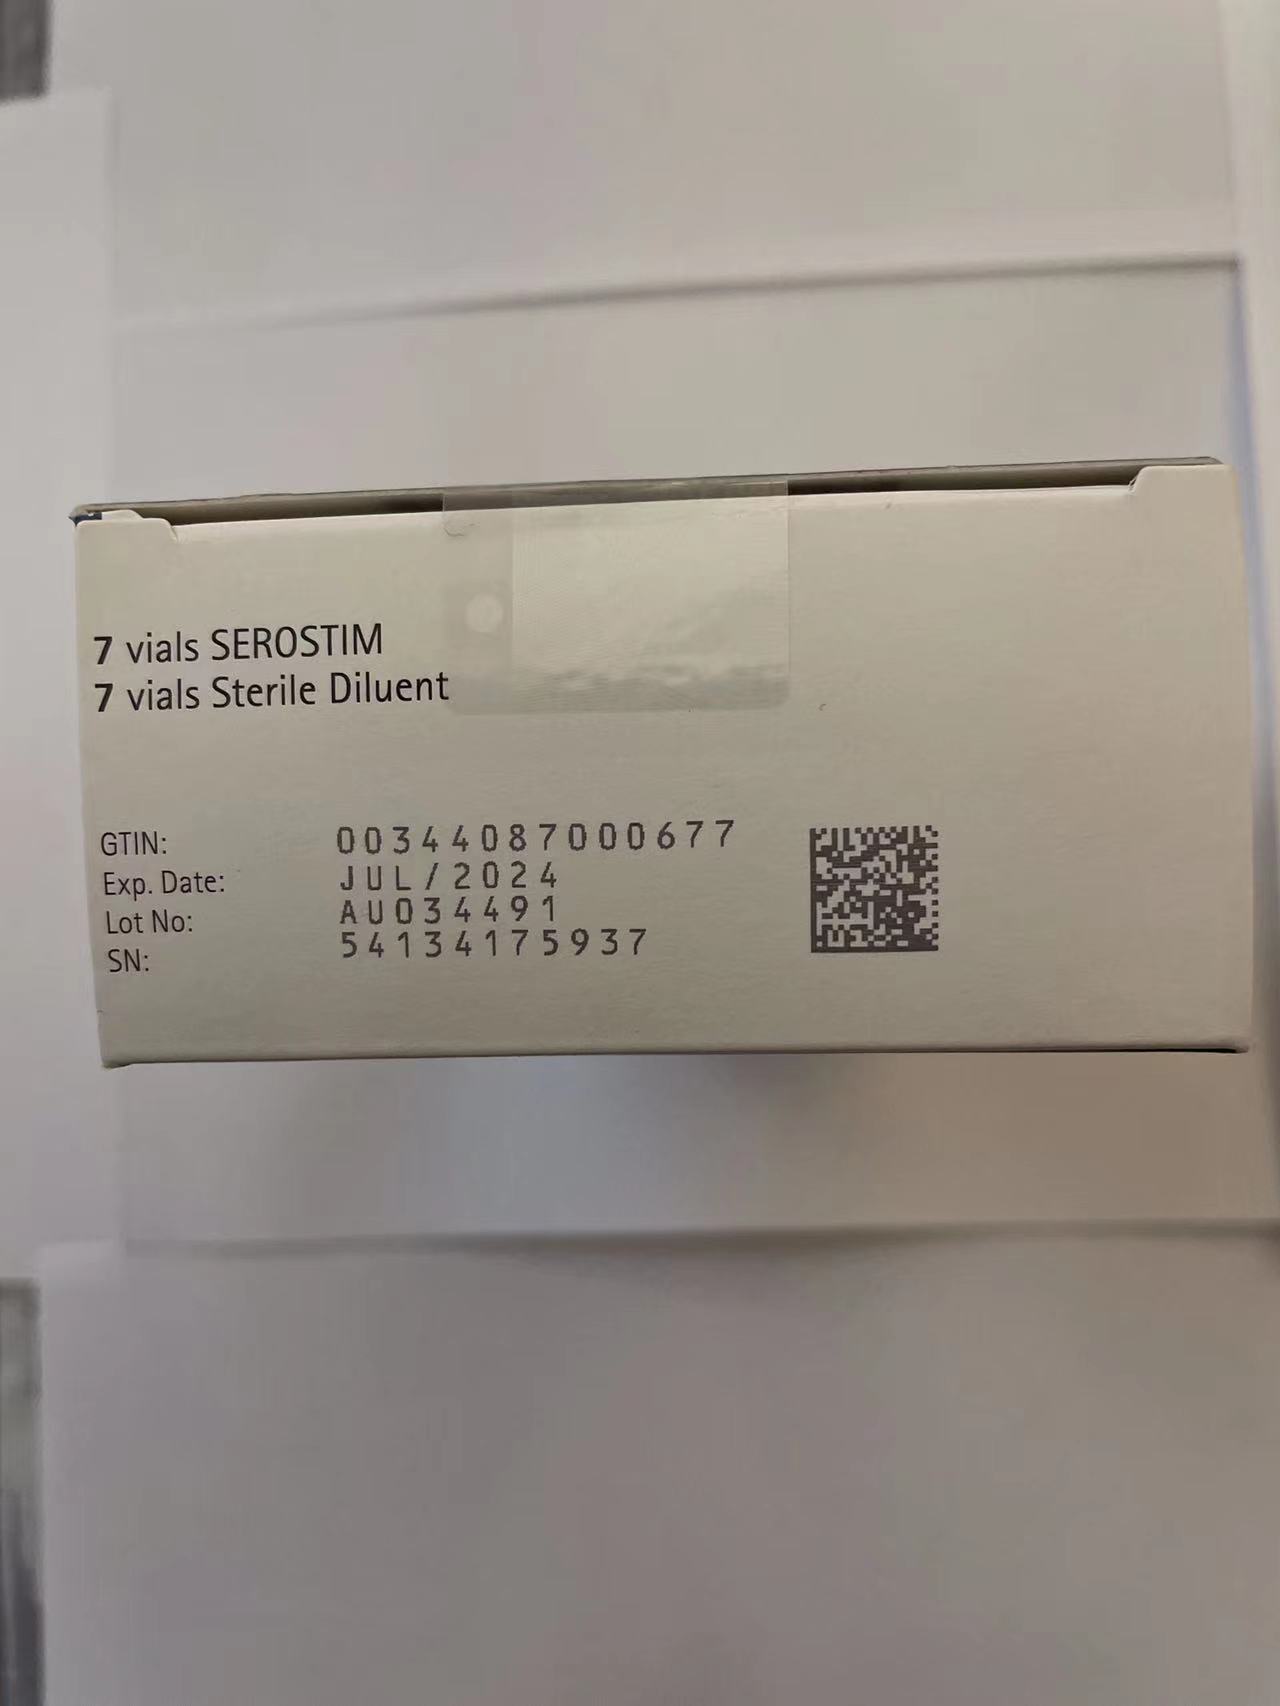 7 vials SEROSTIM
7 vials Sterile Diluent
GTIN: 00344087000677
Exp. Date: JUL/2024
Lot No: AU034491
SN: 54134175937